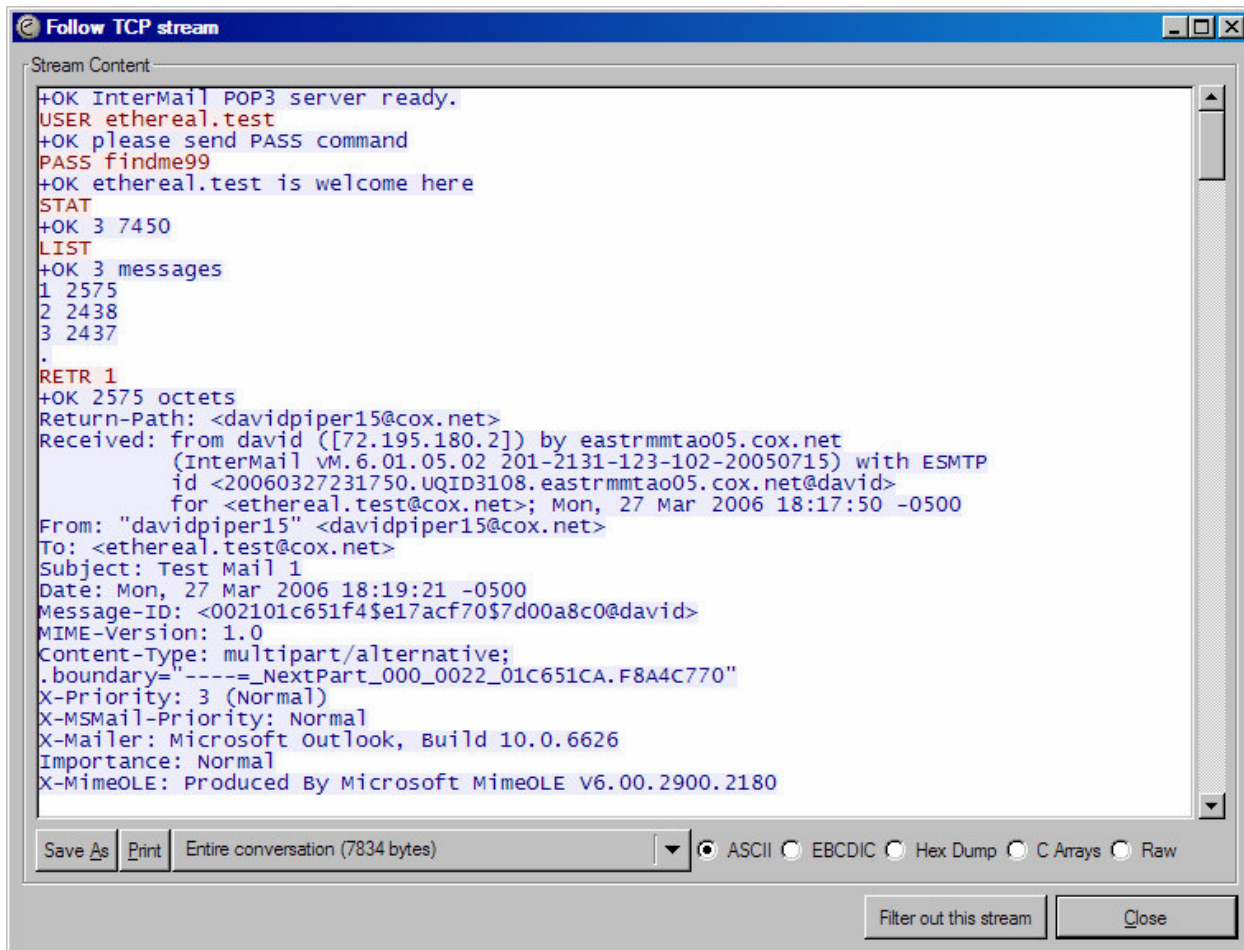 Follow TCP stream
Stream Content
+OK InterMail POP3 server ready.
USER ethereal.test
+OK please send PASS command
PASS findme99
+OK ethereal.test is welcome here
STAT
+OK 3 7450
LIST
+OK 3 messages
1 2575
2 2438
3 2437
.
RETR 1
+OK 2575 octets
Return-Path: <davidpiper15@cox.net>
Received: from david ([72.195.180.2]) by eastrmmtao05.cox.net
(InterMail vM.6.01.05.02 201-2131-123-102-20050715) with ESMTP
id <20060327231750.UQID3108.eastrmmtao05.cox.net@david>
for <ethereal.test@cox.net>; Mon, 27 Mar 2006 18:17:50 -0500
From: "davidpiper15" <davidpiper15@cox.net>
To: <ethereal.test@cox.net>
Subject: Test Mail 1
Date: Mon, 27 Mar 2006 18:19:21 -0500
Message-ID: <002101c651f4$e17acf70$7d00a8c0@david>
MIME-Version: 1.0
Content-Type: multipart/alternative;
.boundary="----=_NextPart_000_0022_01C651CA.F8A4C770"
X-Priority: 3 (Normal)
X-MSMail-Priority: Normal
X-Mailer: Microsoft Outlook, Build 10.0.6626
Importance: Normal
X-MimeOLE: Produced By Microsoft MimeOLE V6.00.2900.2180
Save As Print Entire conversation (7834 bytes) ASCII EBCDIC Hex Dump C Arrays Raw
Filter out this stream Close